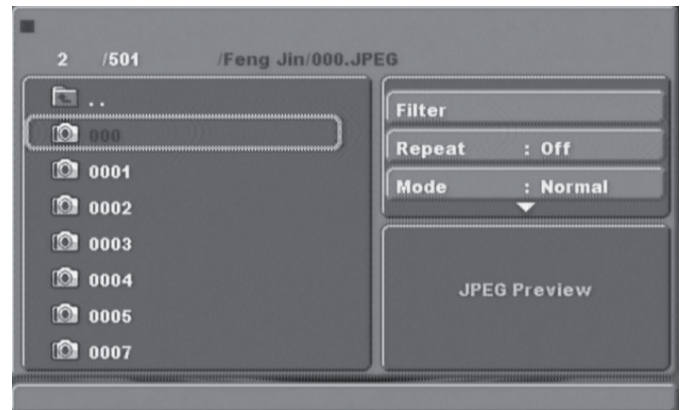 2 /501 /Feng Jin/000.JPEG
..
000
0001
0002
0003
0004
0005
0007
Filter
Repeat : Off
Mode : Normal
JPEG Preview